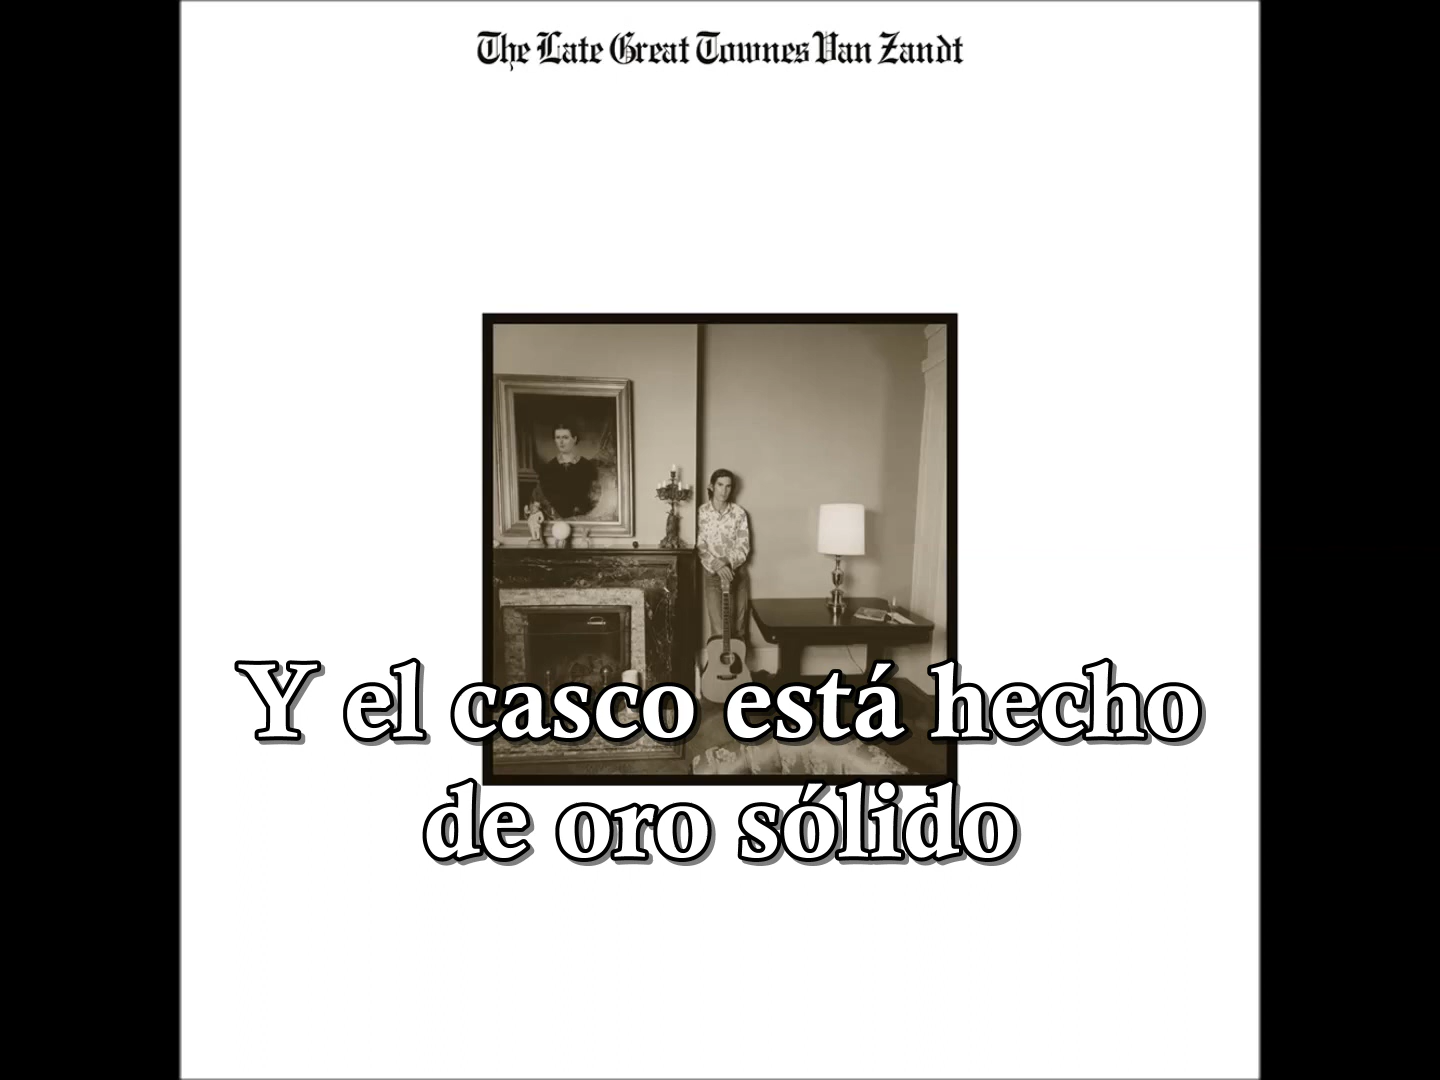 The Late Great Townes Van Zandt
Y el casco está hecho
de oro sólido